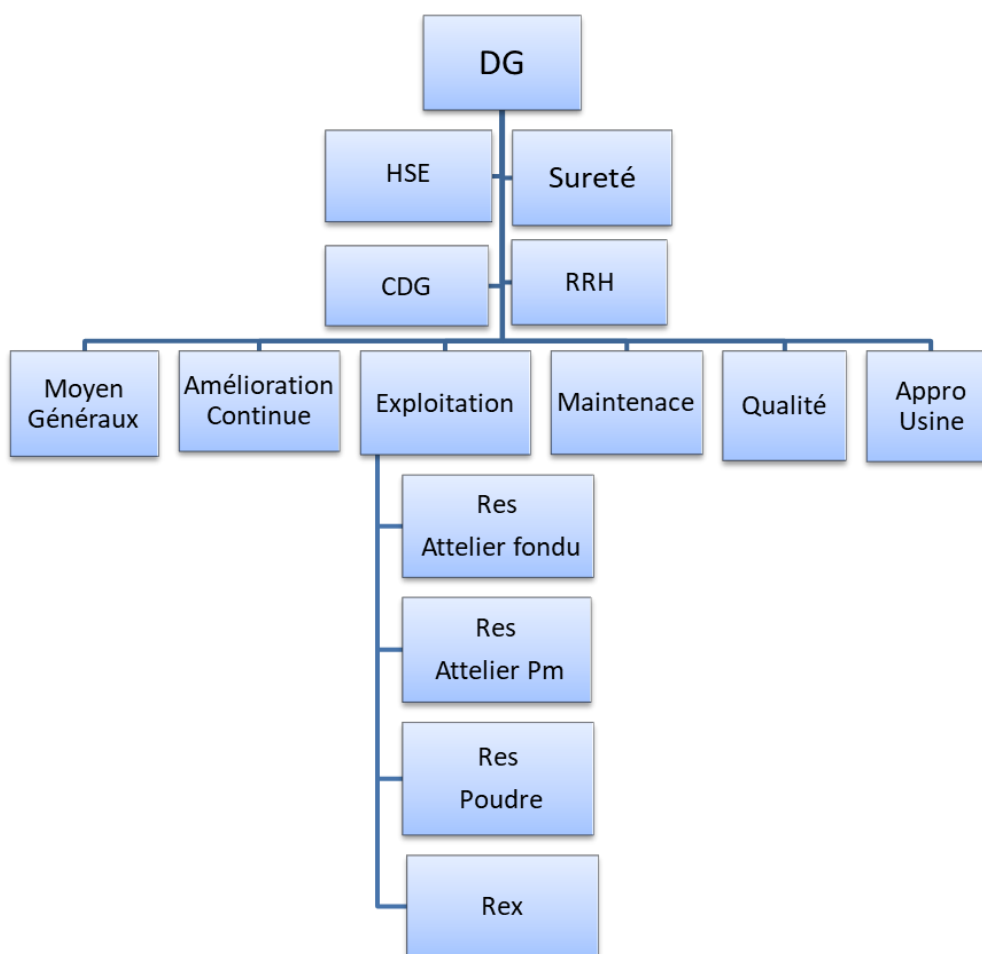 DG
HSE
Sureté
CDG
RRH
Moyen
Généraux
Amélioration
Continue
Exploitation
Maintenace
Qualité
Appro
Usine
Res
Attelier fondu
Res
Attelier Pm
Res
Poudre
Rex